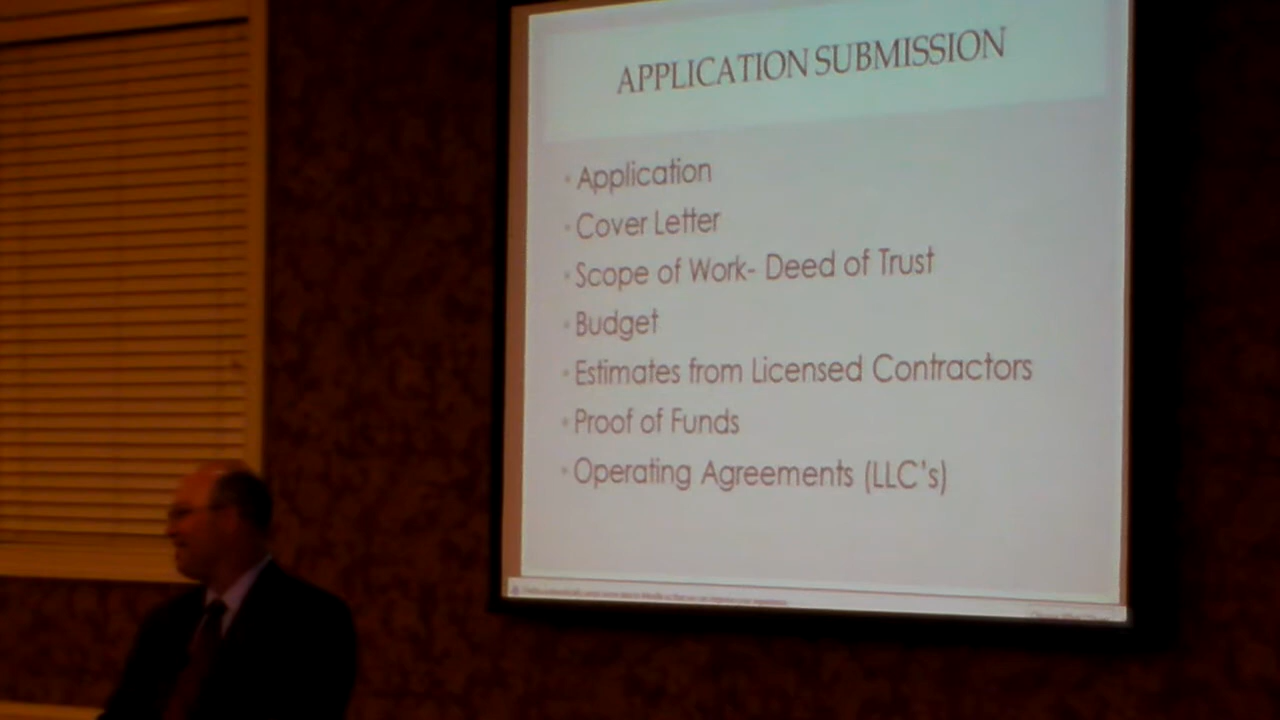 APPLICATION SUBMISSION
• Application
• Cover Letter
• Scope of Work- Deed of Trust
• Budget
• Estimates from Licensed Contractors
• Proof of Funds
• Operating Agreements (LLC's)